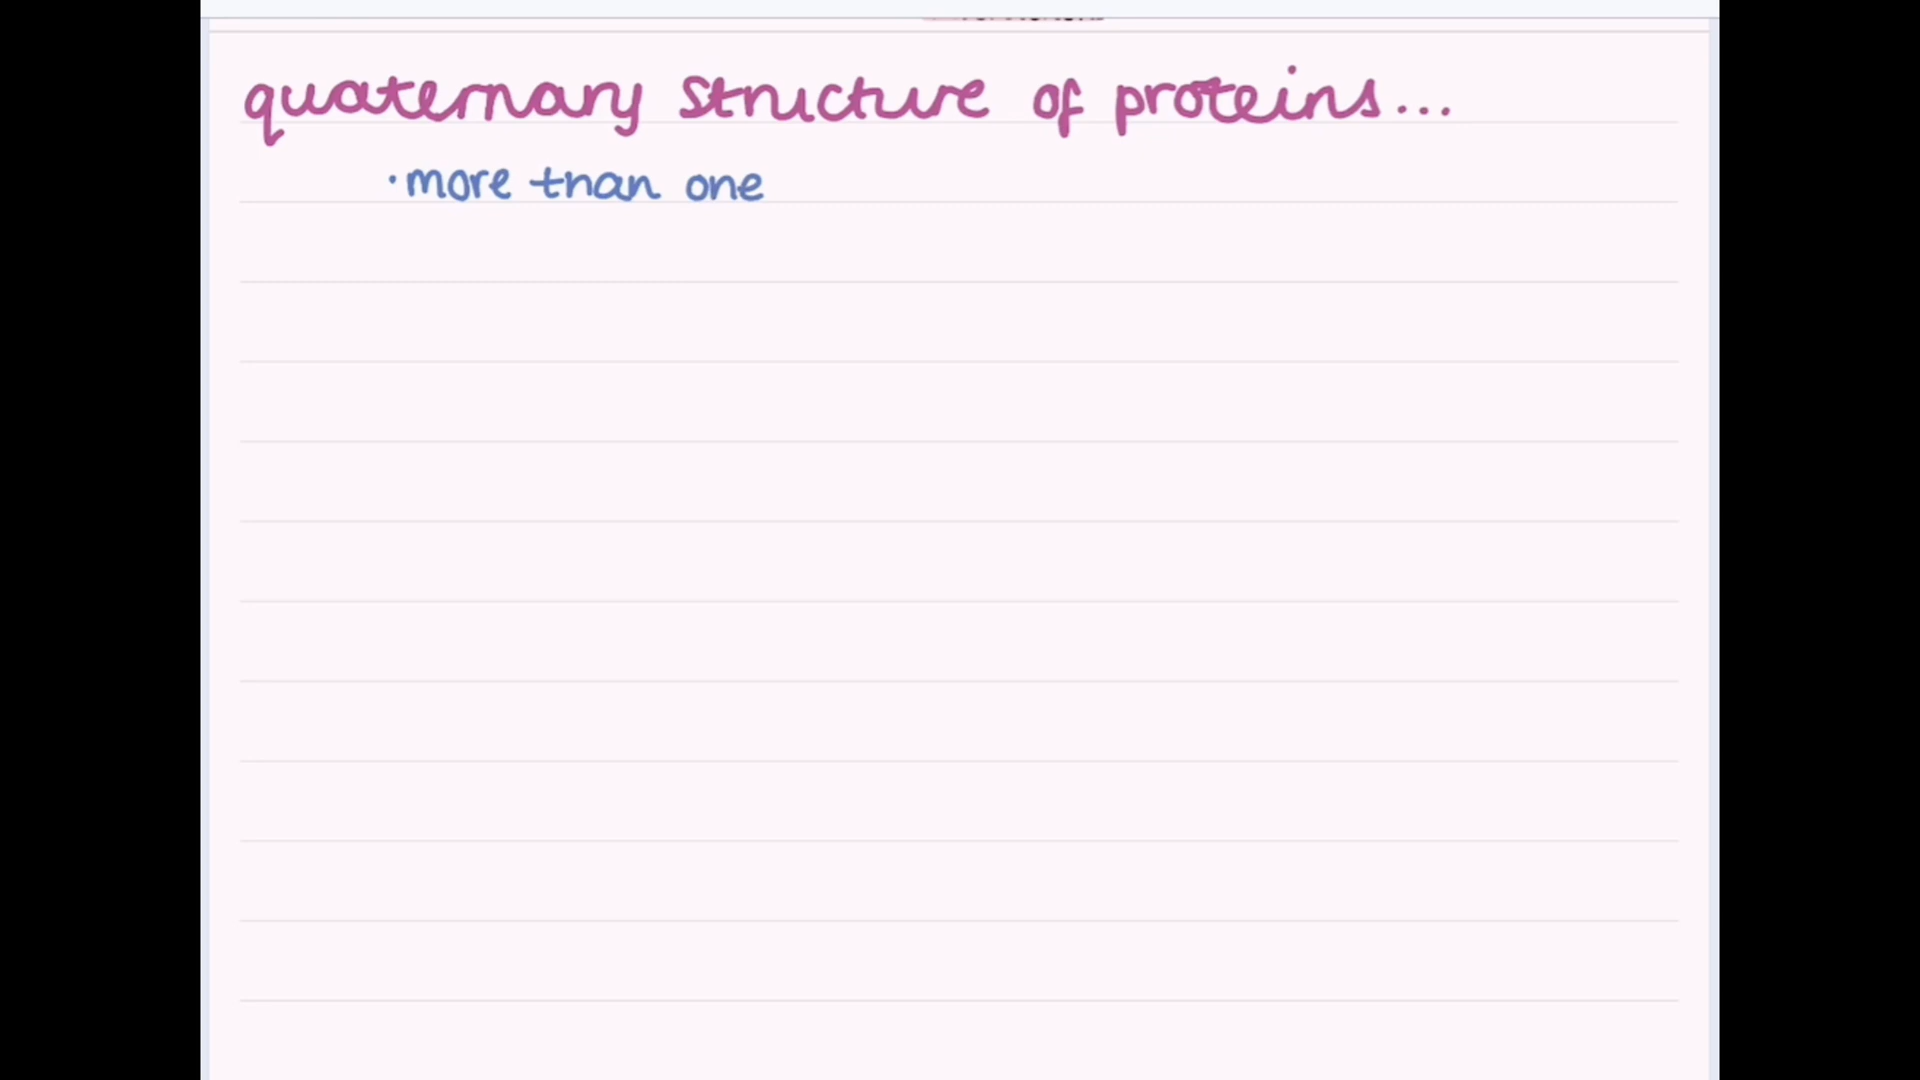 quaternary structure of proteins...
·more than one